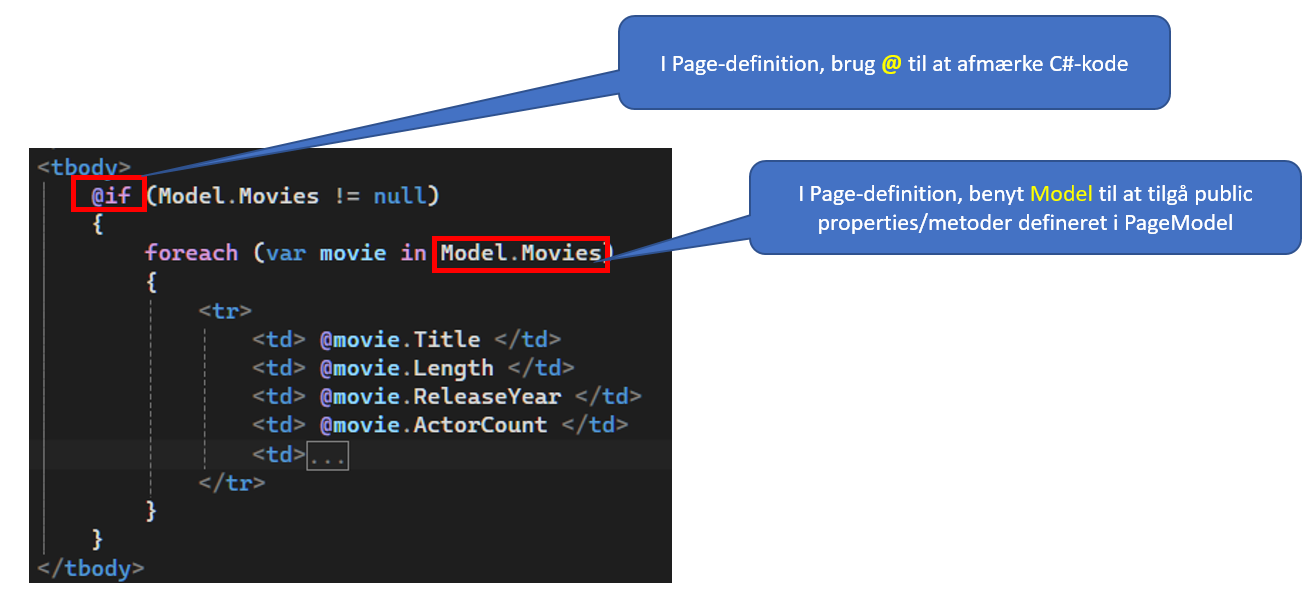 I Page-definition, brug @ til at afmærke C#-kode
I Page-definition, benyt Model til at tilgå public
properties/metoder defineret i PageModel
<tbody>
@if (Model.Movies != null)
{
foreach (var movie in Model.Movies)
{
<tr>
<td> @movie.Title </td>
<td> @movie.Length </td>
<td> @movie.ReleaseYear </td>
<td> @movie.ActorCount </td>
<td>...
</tr>
}
}
</tbody>